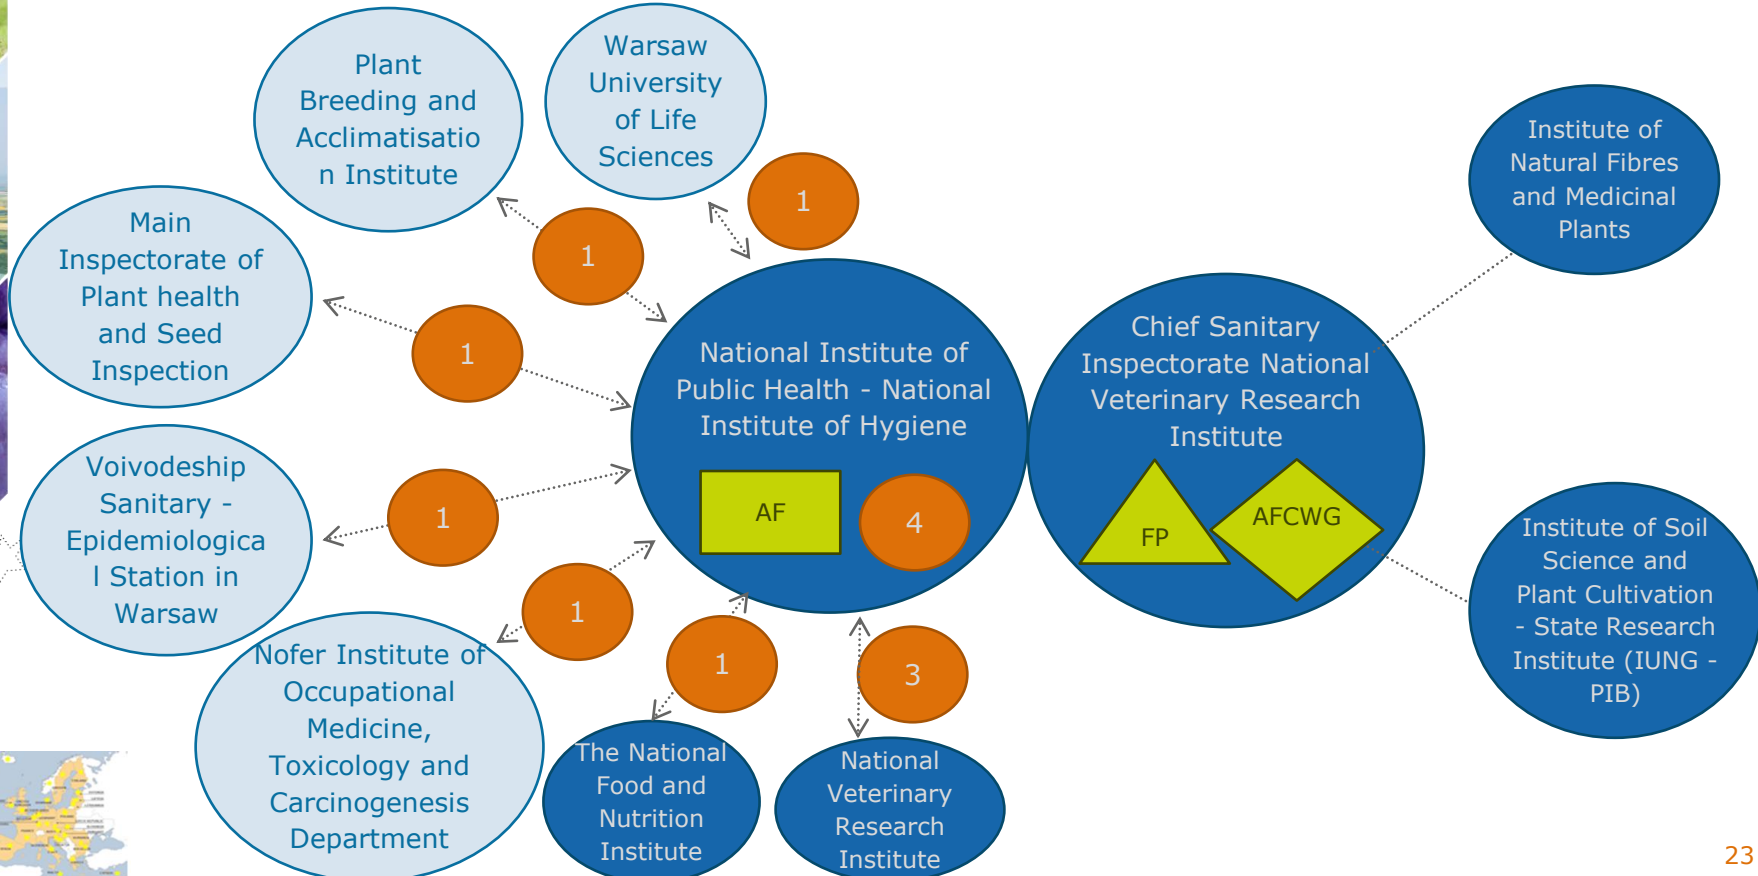 Plant
Breeding and
Acclimatisatio
n Institute
Warsaw
University
of Life
Sciences
1
1
Main
Inspectorate of
Plant health
and Seed
Inspection
1
Voivodeship
Sanitary -
Epidemiologica
l Station in
Warsaw
1
Nofer Institute of
Occupational
Medicine,
Toxicology and
Carcinogenesis
Department
1
The National
Food and
Nutrition
Institute
1
National
Veterinary
Research
Institute
3
National Institute of
Public Health - National
Institute of Hygiene
AF
4
Chief Sanitary
Inspectorate National
Veterinary Research
Institute
FP
AFCWG
Institute of
Natural Fibres
and Medicinal
Plants
Institute of Soil
Science and
Plant Cultivation
- State Research
Institute (IUNG -
PIB)
23